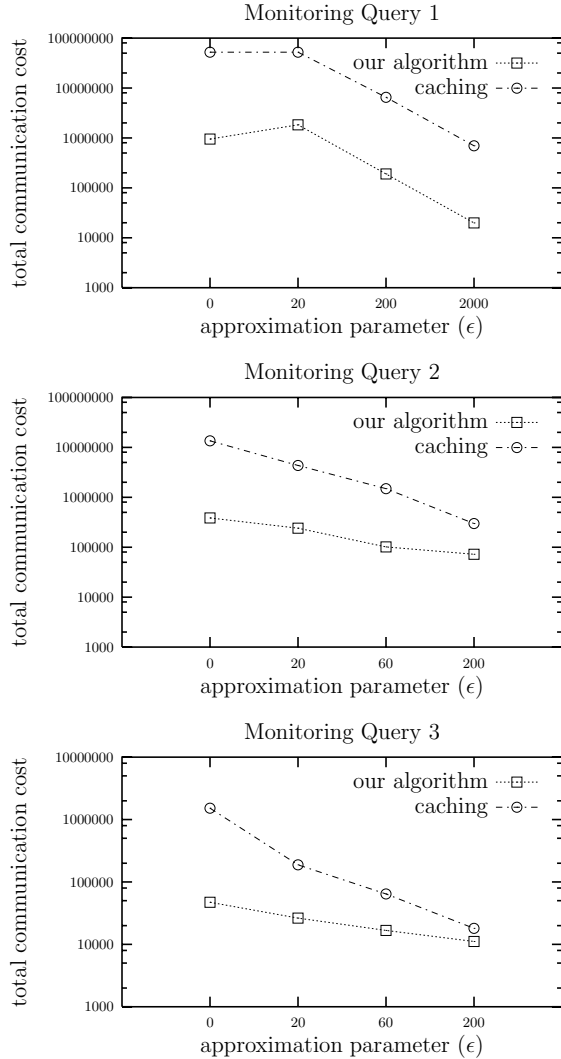 Monitoring Query 1
total communication cost
100000000
10000000
1000000
100000
10000
1000
our algorithm
caching
0 20 200 2000
approximation parameter (ϵ)
Monitoring Query 2
total communication cost
100000000
10000000
1000000
100000
10000
1000
our algorithm
caching
0 20 60 200
approximation parameter (ϵ)
Monitoring Query 3
total communication cost
10000000
1000000
100000
10000
1000
our algorithm
caching
0 20 60 200
approximation parameter (ϵ)